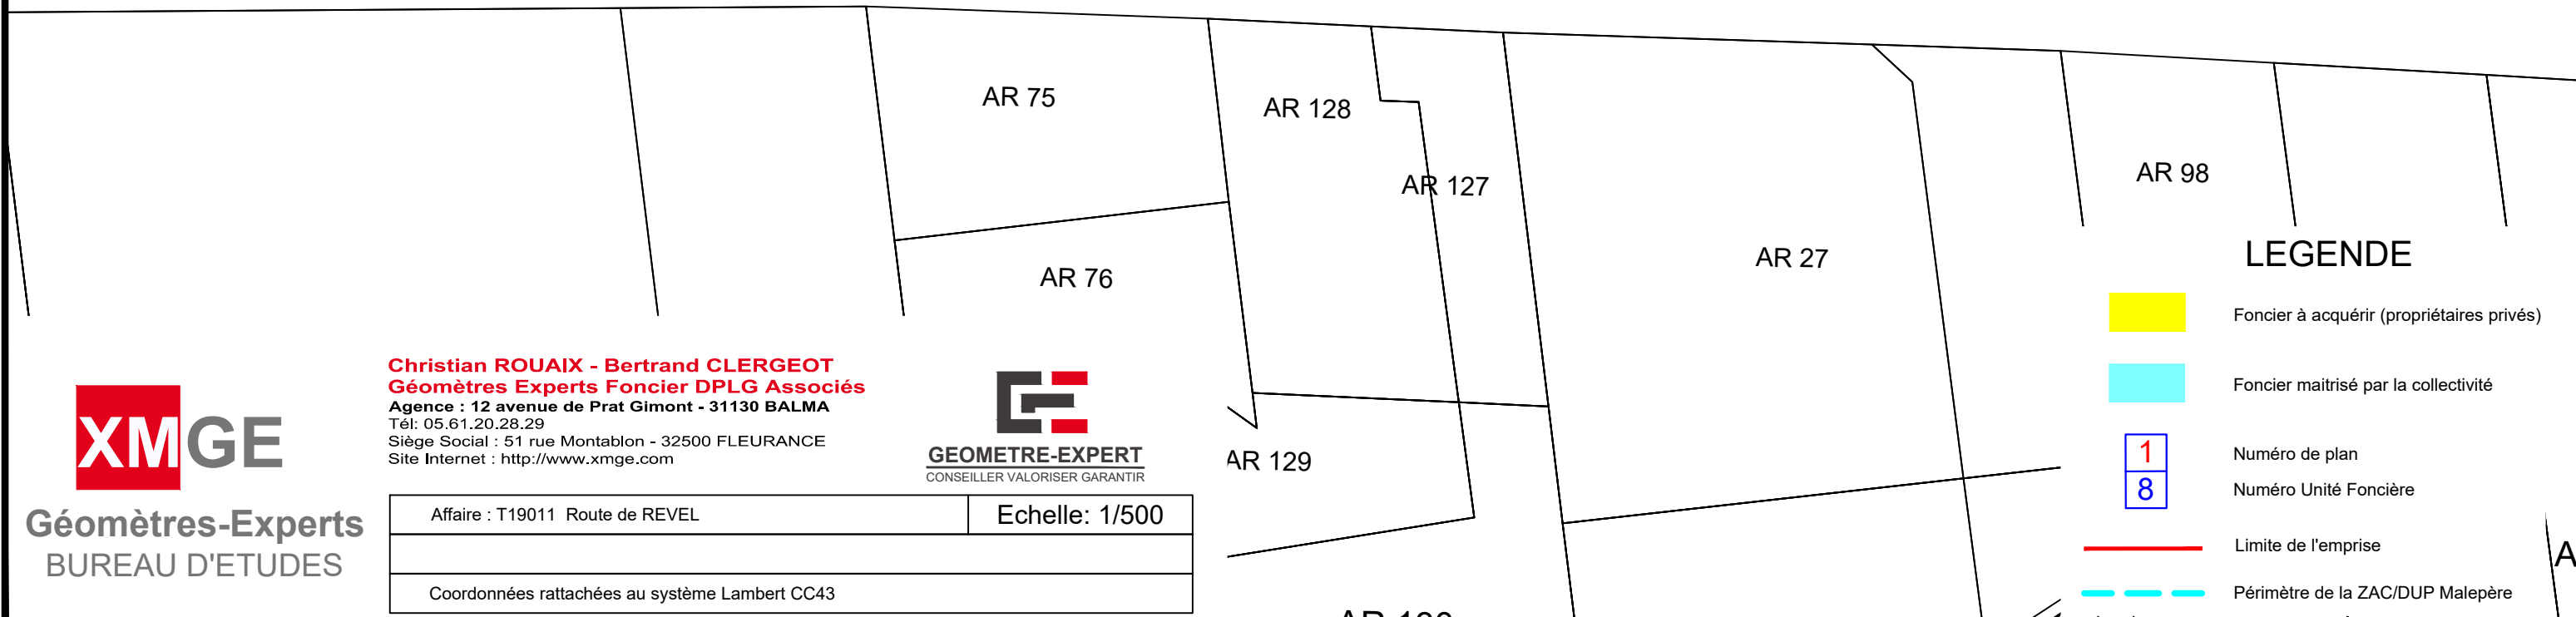 AR 75
AR 128
AR 127
AR 98
AR 27
AR 76
AR 129
XMGE
Géomètres-Experts
BUREAU D'ETUDES
Christian ROUAIX - Bertrand CLERGEOT
Géomètres Experts Foncier DPLG Associés
Agence : 12 avenue de Prat Gimont - 31130 BALMA
Tél: 05.61.20.28.29
Siège Social : 51 rue Montablon - 32500 FLEURANCE
Site Internet : http://www.xmge.com
GEOMETRE-EXPERT
CONSEILLER VALORISER GARANTIR
Affaire : T19011 Route de REVEL
Echelle: 1/500
Coordonnées rattachées au système Lambert CC43
LEGENDE
Foncier à acquérir (propriétaires privés)
Foncier maitrisé par la collectivité
1 Numéro de plan
8 Numéro Unité Foncière
Limite de l'emprise
Périmètre de la ZAC/DUP Malepère